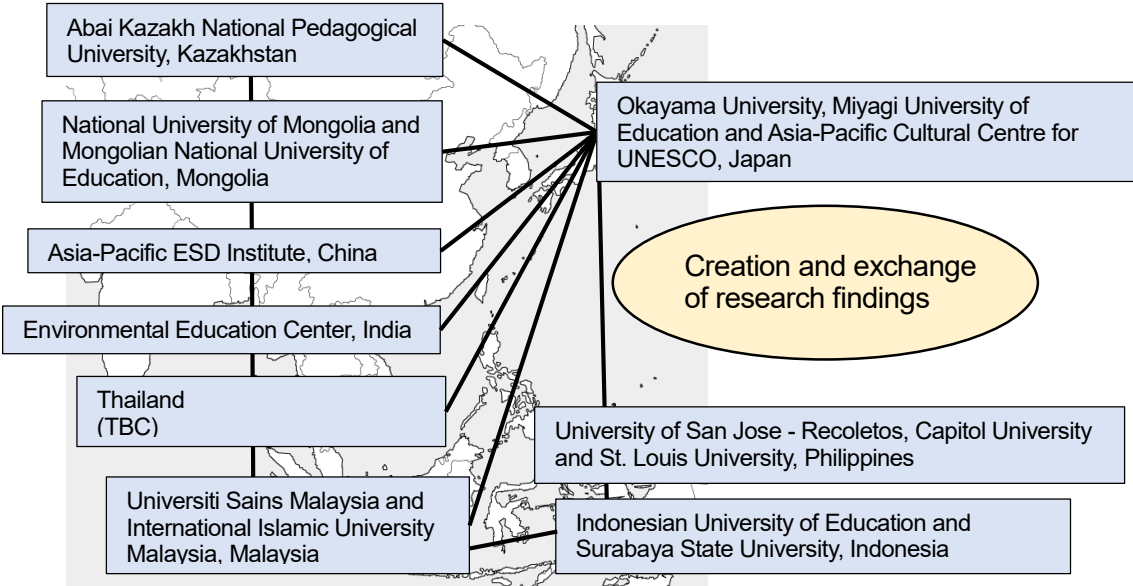 Abai Kazakh National Pedagogical
University, Kazakhstan
National University of Mongolia and
Mongolian National University of
Education, Mongolia
Asia-Pacific ESD Institute, China
Environmental Education Center, India
Thailand
(TBC)
Universiti Sains Malaysia and
International Islamic University
Malaysia, Malaysia
Okayama University, Miyagi University of
Education and Asia-Pacific Cultural Centre for
UNESCO, Japan
Creation and exchange
of research findings
University of San Jose - Recoletos, Capitol University
and St. Louis University, Philippines
Indonesian University of Education and
Surabaya State University, Indonesia